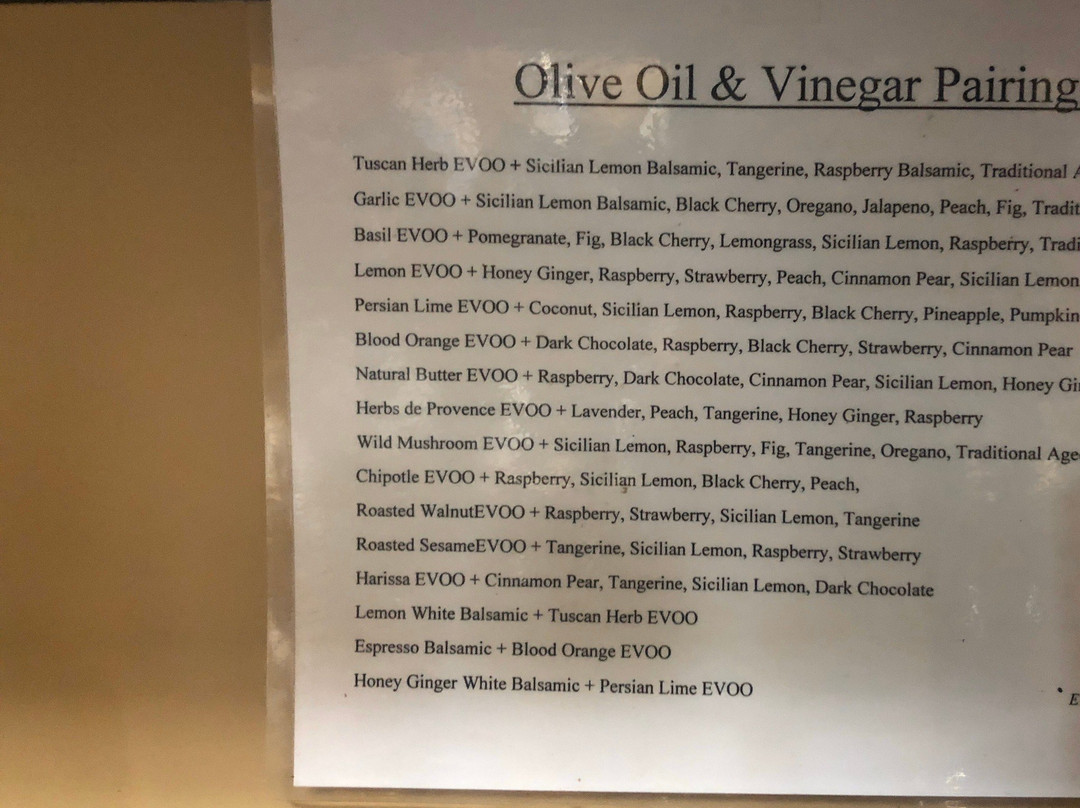 Olive Oil & Vinegar Pairing
Tuscan Herb EVOO + Sicilian Lemon Balsamic, Tangerine, Raspberry Balsamic, Traditional
Garlic EVOO + Sicilian Lemon Balsamic, Black Cherry, Oregano, Jalapeno, Peach, Fig, Tradit
Basil EVOO + Pomegranate, Fig, Black Cherry, Lemongrass, Sicilian Lemon, Raspberry, Tradi
Lemon EVOO + Honey Ginger, Raspberry, Strawberry, Peach, Cinnamon Pear, Sicilian Lemon
Persian Lime EVOO + Coconut, Sicilian Lemon, Raspberry, Black Cherry, Pineapple, Pumpkin
Blood Orange EVOO + Dark Chocolate, Raspberry, Black Cherry, Strawberry, Cinnamon Pear
Natural Butter EVOO + Raspberry, Dark Chocolate, Cinnamon Pear, Sicilian Lemon, Honey Gi
Herbs de Provence EVOO + Lavender, Peach, Tangerine, Honey Ginger, Raspberry
Wild Mushroom EVOO + Sicilian Lemon, Raspberry, Fig, Tangerine, Oregano, Traditional Age
Chipotle EVOO + Raspberry, Sicilian Lemon, Black Cherry, Peach,
Roasted WalnutEVOO + Raspberry, Strawberry, Sicilian Lemon, Tangerine
Roasted SesameEVOO + Tangerine, Sicilian Lemon, Raspberry, Strawberry
Harissa EVOO + Cinnamon Pear, Tangerine, Sicilian Lemon, Dark Chocolate
Lemon White Balsamic + Tuscan Herb EVOO
Espresso Balsamic + Blood Orange EVOO
Honey Ginger White Balsamic + Persian Lime EVOO